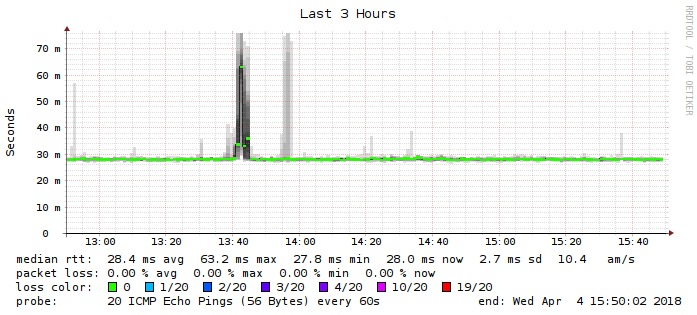 Last 3 Hours
RRDTOOL / TOBI OETIKER
Seconds
70 m
60 m
50 m
40 m
30 m
20 m
10 m
0
13:00 13:20 13:40 14:00 14:20 14:40 15:00 15:20 15:40
median rtt: 28.4 ms avg 63.2 ms max 27.8 ms min 28.0 ms now 2.7 ms sd 10.4 am/s
packet loss: 0.00 % avg 0.00 % max 0.00 % min 0.00 % now
loss color: 0 1/20 2/20 3/20 4/20 10/20 19/20
probe: 20 ICMP Echo Pings (56 Bytes) every 60s end: Wed Apr 4 15:50:02 2018